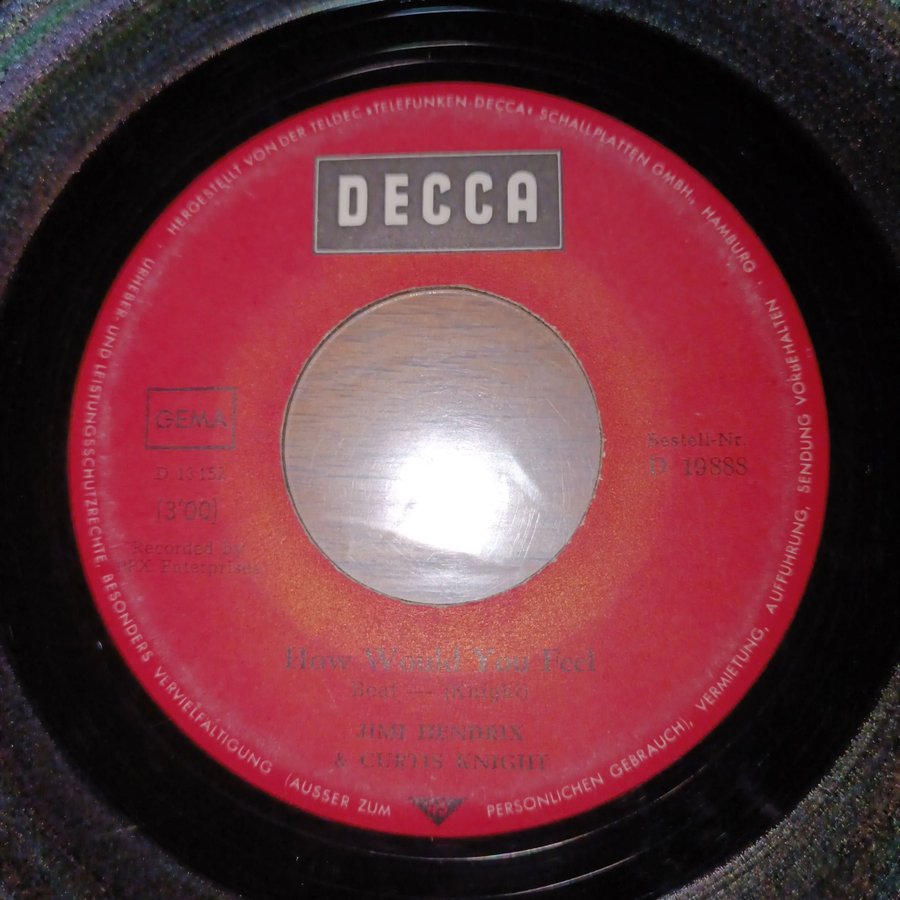 HERGESTELLT VON DER TELDEC »TELEFUNKEN-DECCA« SCHALLPLATTEN GMBH., HAMBURG ·
URHEBER- UND LEISTUNGSSCHUTZRECHTE, BESONDERS VERVIELFÄLTIGUNG (AUSSER ZUM PERSÖNLICHEN GEBRAUCH), VERMIETUNG, AUFFÜHRUNG, SENDUNG VORBEHALTEN
DECCA
GEMA
Bestell-Nr.
D 19888
(3'00)
Recorded by
Enterprises
How Would You Feel
Beat — (Knight)
JIMI HENDRIX
& CURTIS KNIGHT